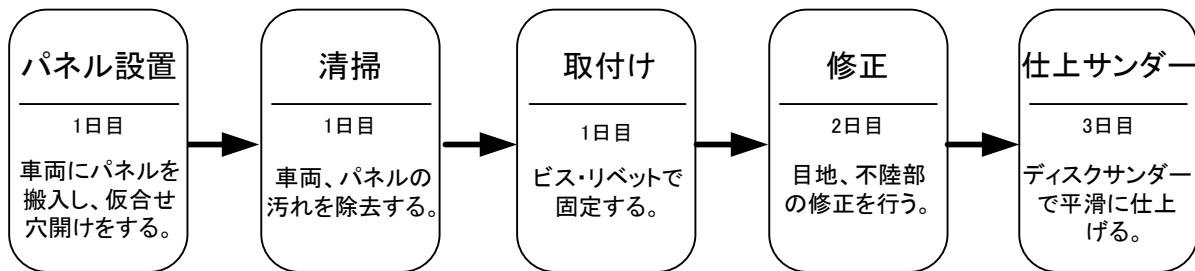 パネル設置
1日目
車両にパネルを
搬入し、仮合せ
穴開けをする。
清掃
1日目
車両、パネルの
汚れを除去する。
取付け
1日目
ビス・リベットで
固定する。
修正
2日目
目地、不陸部
の修正を行う。
仕上サンダー
3日目
ディスクサンダー
で平滑に仕上
げる。